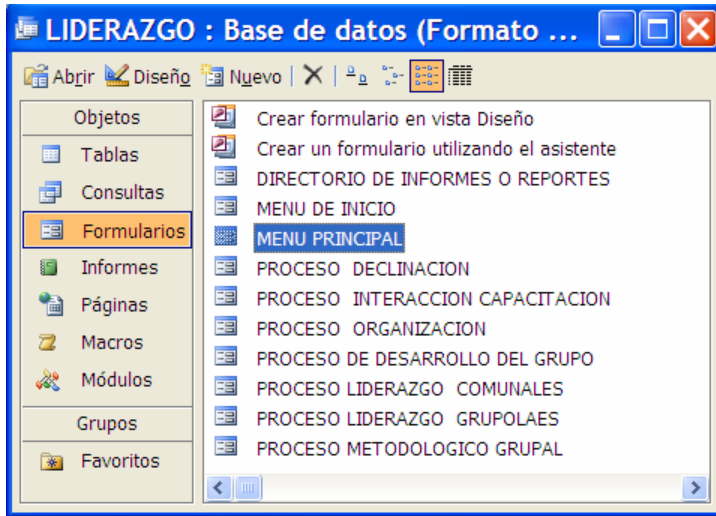 LIDERAZGO : Base de datos (Formato ...
Abrir Diseño Nuevo
Objetos
Tablas
Consultas
Formularios
Informes
Páginas
Macros
Módulos
Grupos
Favoritos
Crear formulario en vista Diseño
Crear un formulario utilizando el asistente
DIRECTORIO DE INFORMES O REPORTES
MENU DE INICIO
MENU PRINCIPAL
PROCESO DECLINACION
PROCESO INTERACCION CAPACITACION
PROCESO ORGANIZACION
PROCESO DE DESARROLLO DEL GRUPO
PROCESO LIDERAZGO COMUNALES
PROCESO LIDERAZGO GRUPOLAES
PROCESO METODOLOGICO GRUPAL